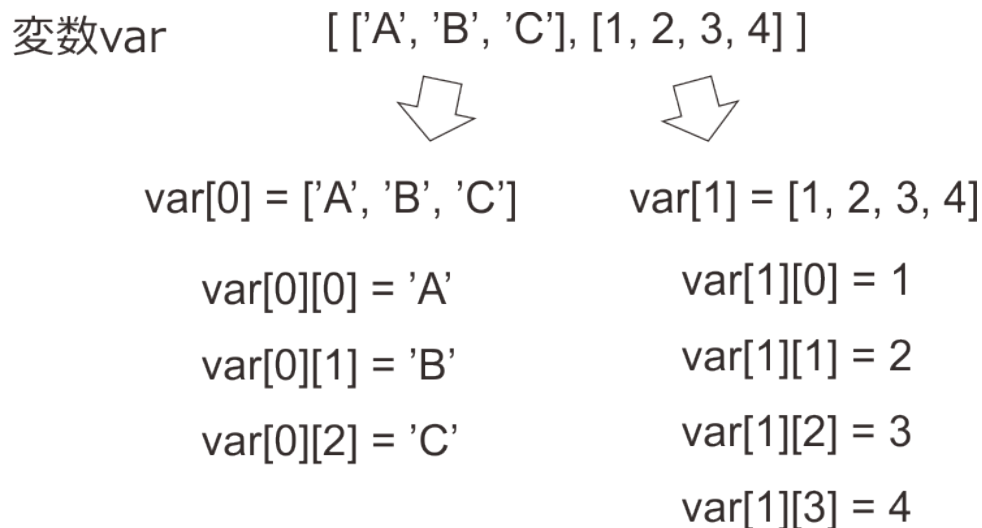 変数var [ [’A’, ’B’, ’C’], [1, 2, 3, 4] ]
var[0] = [’A’, ’B’, ’C’]
var[0][0] = ’A’
var[0][1] = ’B’
var[0][2] = ’C’
var[1] = [1, 2, 3, 4]
var[1][0] = 1
var[1][1] = 2
var[1][2] = 3
var[1][3] = 4